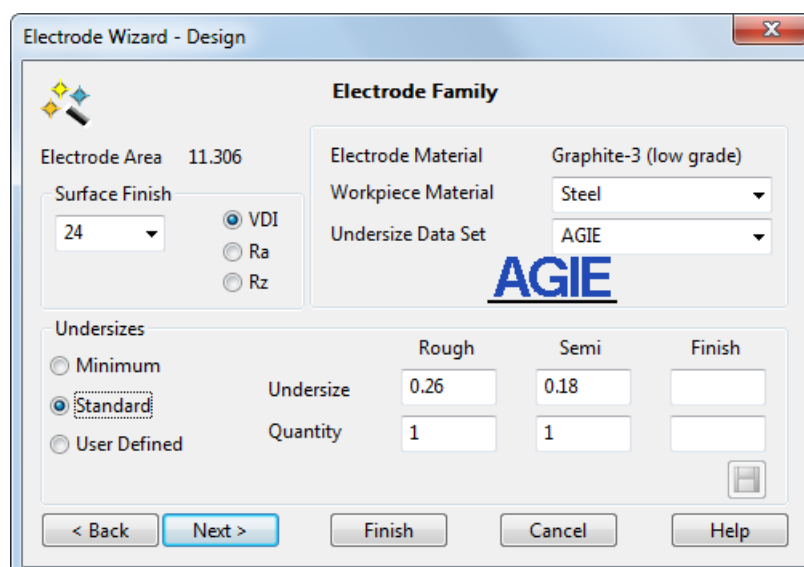 Electrode Wizard - Design
Electrode Family
Electrode Area 11.306
Electrode Material Graphite-3 (low grade)
Surface Finish
Workpiece Material Steel
24
VDI
Ra
Rz
Undersize Data Set AGIE
AGIE
Undersizes
Rough Semi Finish
Minimum
Standard
User Defined
Undersize 0.26 0.18
Quantity 1 1
< Back Next > Finish Cancel Help